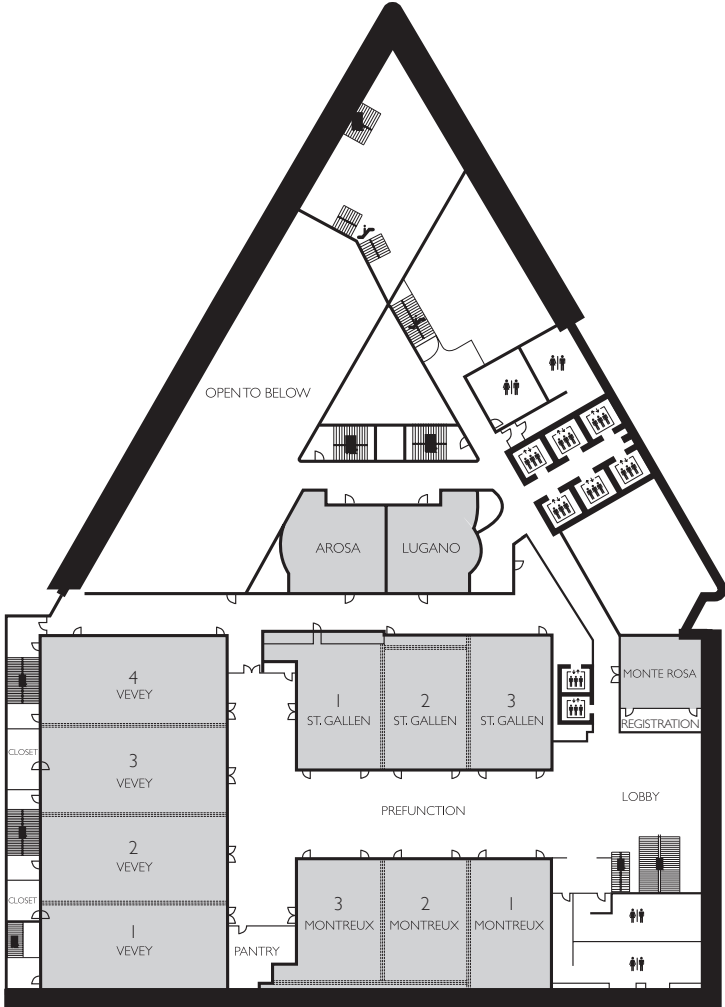 OPEN TO BELOW
AROSA
LUGANO
4
VEVEY
1
ST. GALLEN
2
ST. GALLEN
3
ST. GALLEN
MONTE ROSA
REGISTRATION
CLOSET
3
VEVEY
PREFUNCTION
LOBBY
2
VEVEY
CLOSET
1
VEVEY
PANTRY
3
MONTREUX
2
MONTREUX
1
MONTREUX